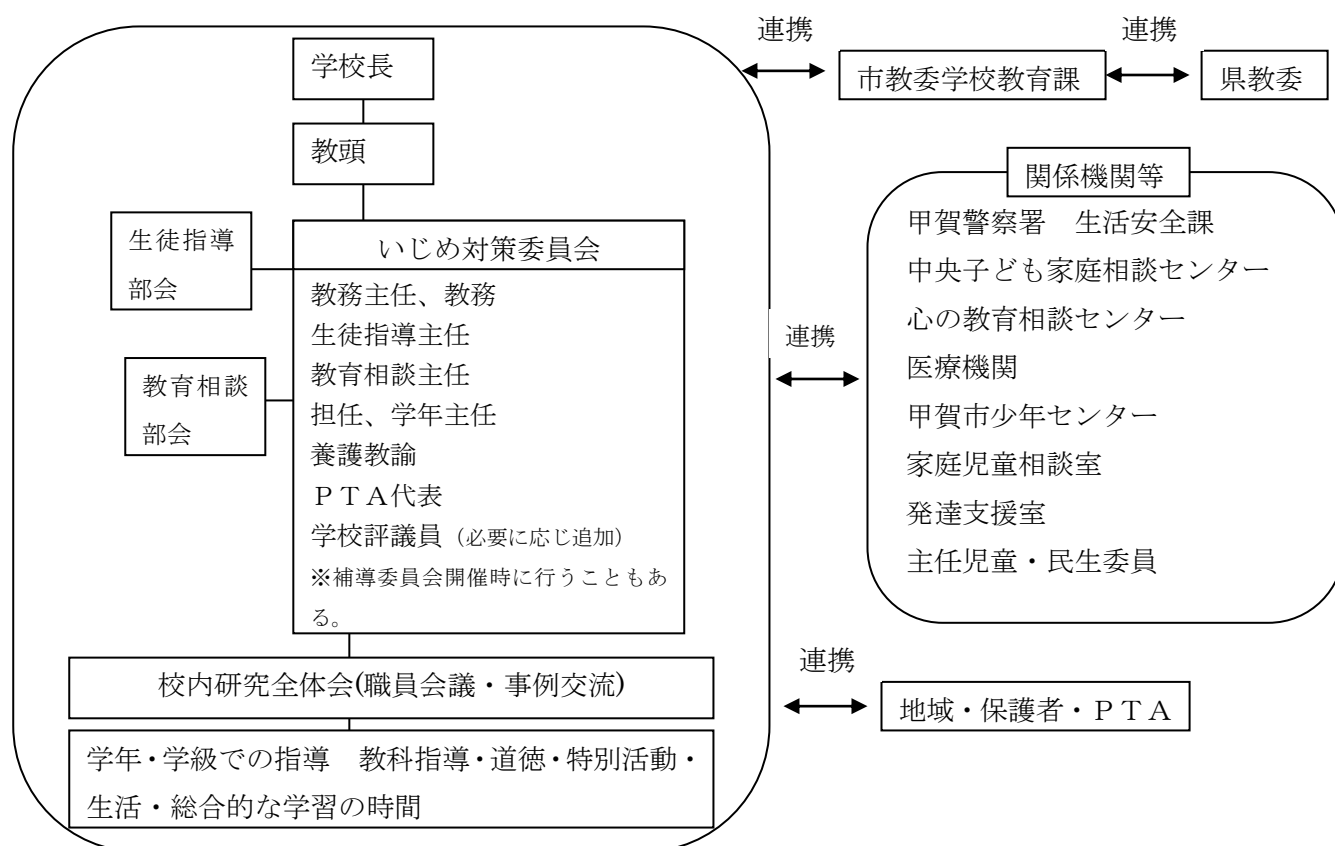 学校長
教頭
生徒指導
部会
教育相談
部会
いじめ対策委員会
教務主任、教務
生徒指導主任
教育相談主任
担任、学年主任
養護教諭
ＰＴＡ代表
学校評議員（必要に応じ追加）
※補導委員会開催時に行うこともあ
る。
校内研究全体会(職員会議・事例交流)
学年・学級での指導　教科指導・道徳・特別活動・
生活・総合的な学習の時間
連携
市教委学校教育課
連携
県教委
連携
関係機関等
甲賀警察署　生活安全課
中央子ども家庭相談センター
心の教育相談センター
医療機関
甲賀市少年センター
家庭児童相談室
発達支援室
主任児童・民生委員
連携
地域・保護者・ＰＴＡ